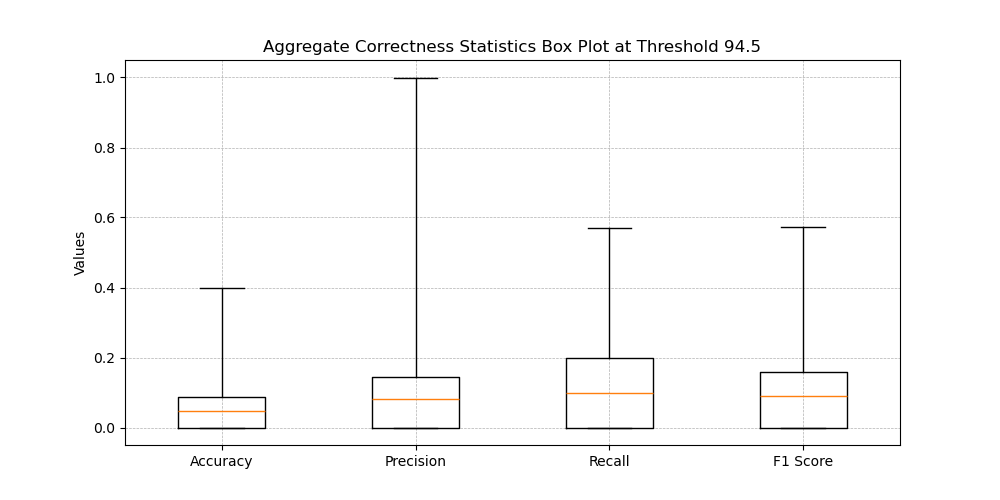 Aggregate Correctness Statistics Box Plot at Threshold 94.5
Values
1.0
0.8
0.6
0.4
0.2
0.0
Accuracy Precision Recall F1 Score